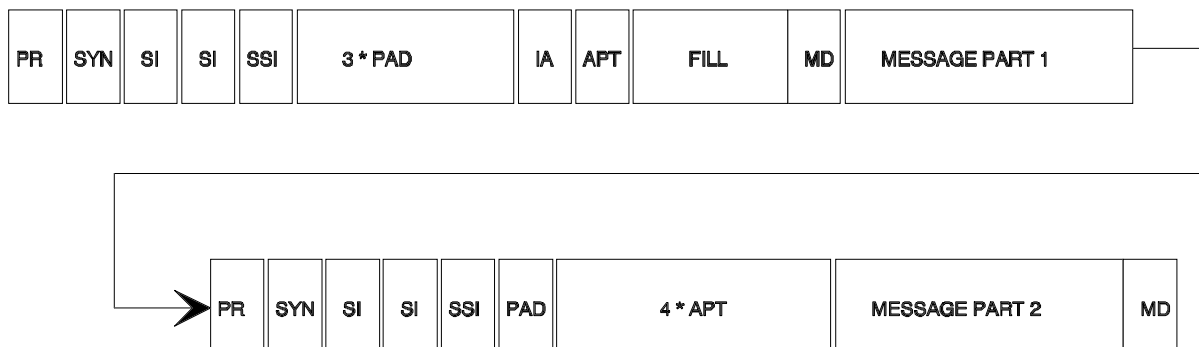 PR SYN SI SI SSI 3 * PAD IA APT FILL MD MESSAGE PART 1
PR SYN SI SI SSI PAD 4 * APT MESSAGE PART 2 MD